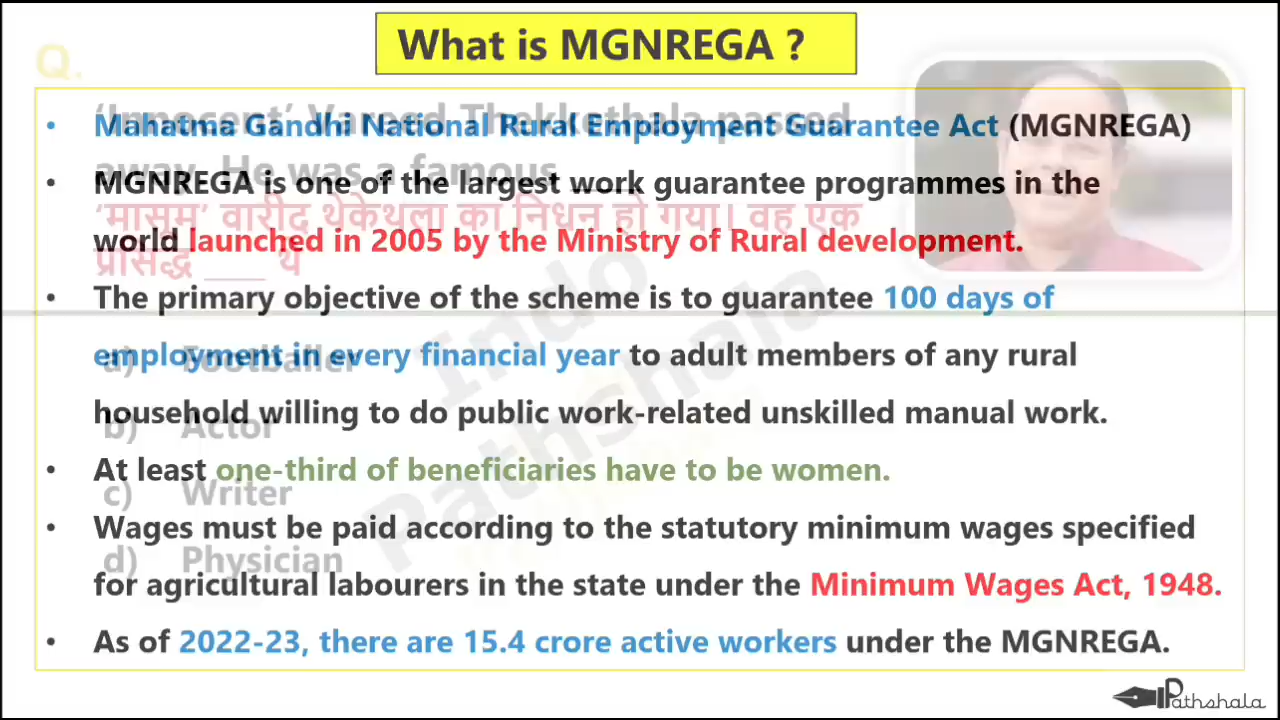 What is MGNREGA ?
Q.
• Mahatma Gandhi National Rural Employment Guarantee Act (MGNREGA)
• MGNREGA is one of the largest work guarantee programmes in the
world launched in 2005 by the Ministry of Rural development.
• The primary objective of the scheme is to guarantee 100 days of
employment in every financial year to adult members of any rural
household willing to do public work-related unskilled manual work.
• At least one-third of beneficiaries have to be women.
• Wages must be paid according to the statutory minimum wages specified
for agricultural labourers in the state under the Minimum Wages Act, 1948.
• As of 2022-23, there are 15.4 crore active workers under the MGNREGA.
'Innocent' Vareed Thekkethala passed
away. He was a famous ____
‘मासूम’ वारीद थेकेथला का निधन हो गया। वह एक
प्रसिद्ध ____ थे
a) Footballer
b) Actor
c) Writer
d) Physician
Indo
Pathshala
Pathshala